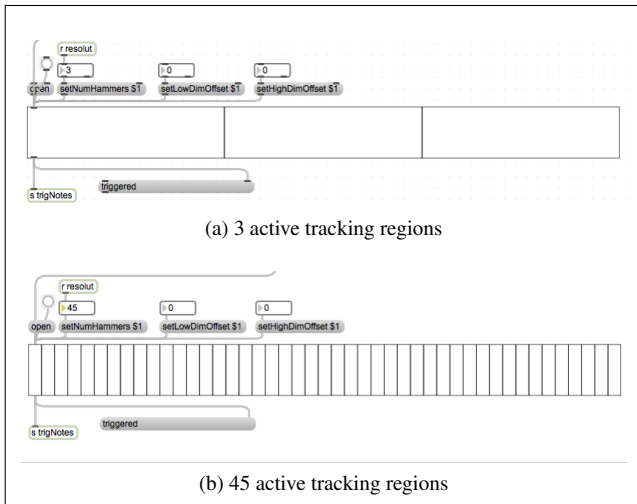 r resolut
3 0 0
open setNumHammers $1 setLowDimOffset $1 setHighDimOffset $1
triggered
s trigNotes
(a) 3 active tracking regions
r resolut
45 0 0
open setNumHammers $1 setLowDimOffset $1 setHighDimOffset $1
triggered
s trigNotes
(b) 45 active tracking regions